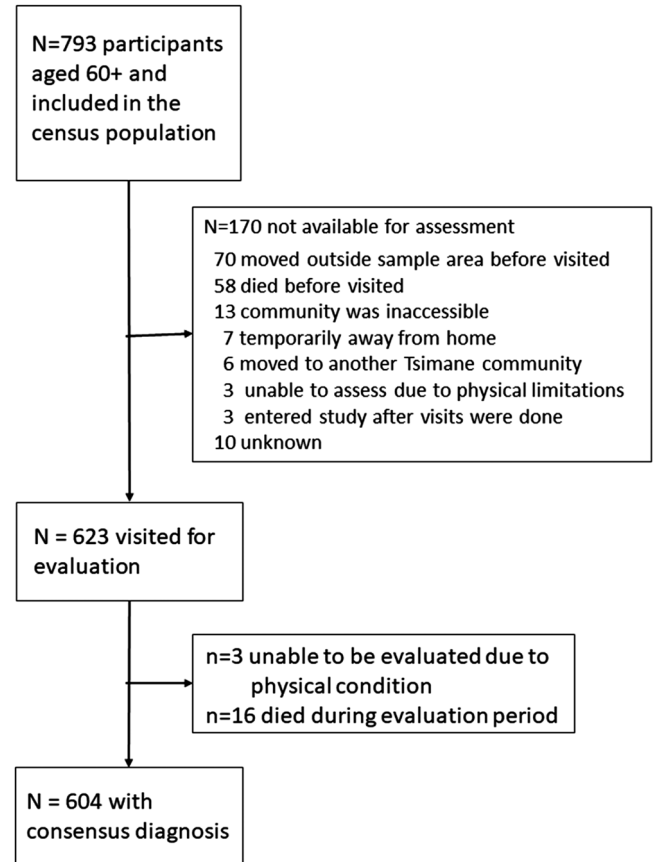 N=793 participants
aged 60+ and
included in the
census population
N=170 not available for assessment
70 moved outside sample area before visited
58 died before visited
13 community was inaccessible
7 temporarily away from home
6 moved to another Tsimane community
3 unable to assess due to physical limitations
3 entered study after visits were done
10 unknown
N = 623 visited for
evaluation
n=3 unable to be evaluated due to
physical condition
n=16 died during evaluation period
N = 604 with
consensus diagnosis